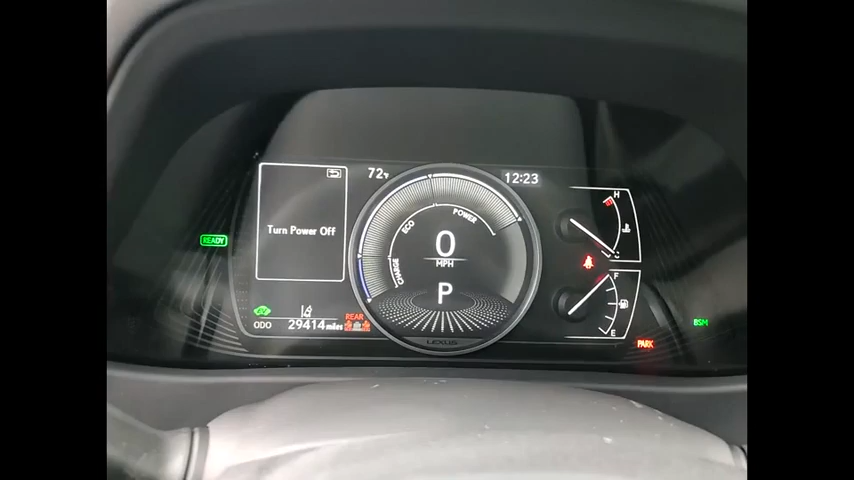 72°F
12:23
H
Turn Power Off
ECO
POWER
CHARGE
0
MPH
READY
C
P
F
EV
ODO 29414 miles
REAR
E
LEXUS
PARK
BSM